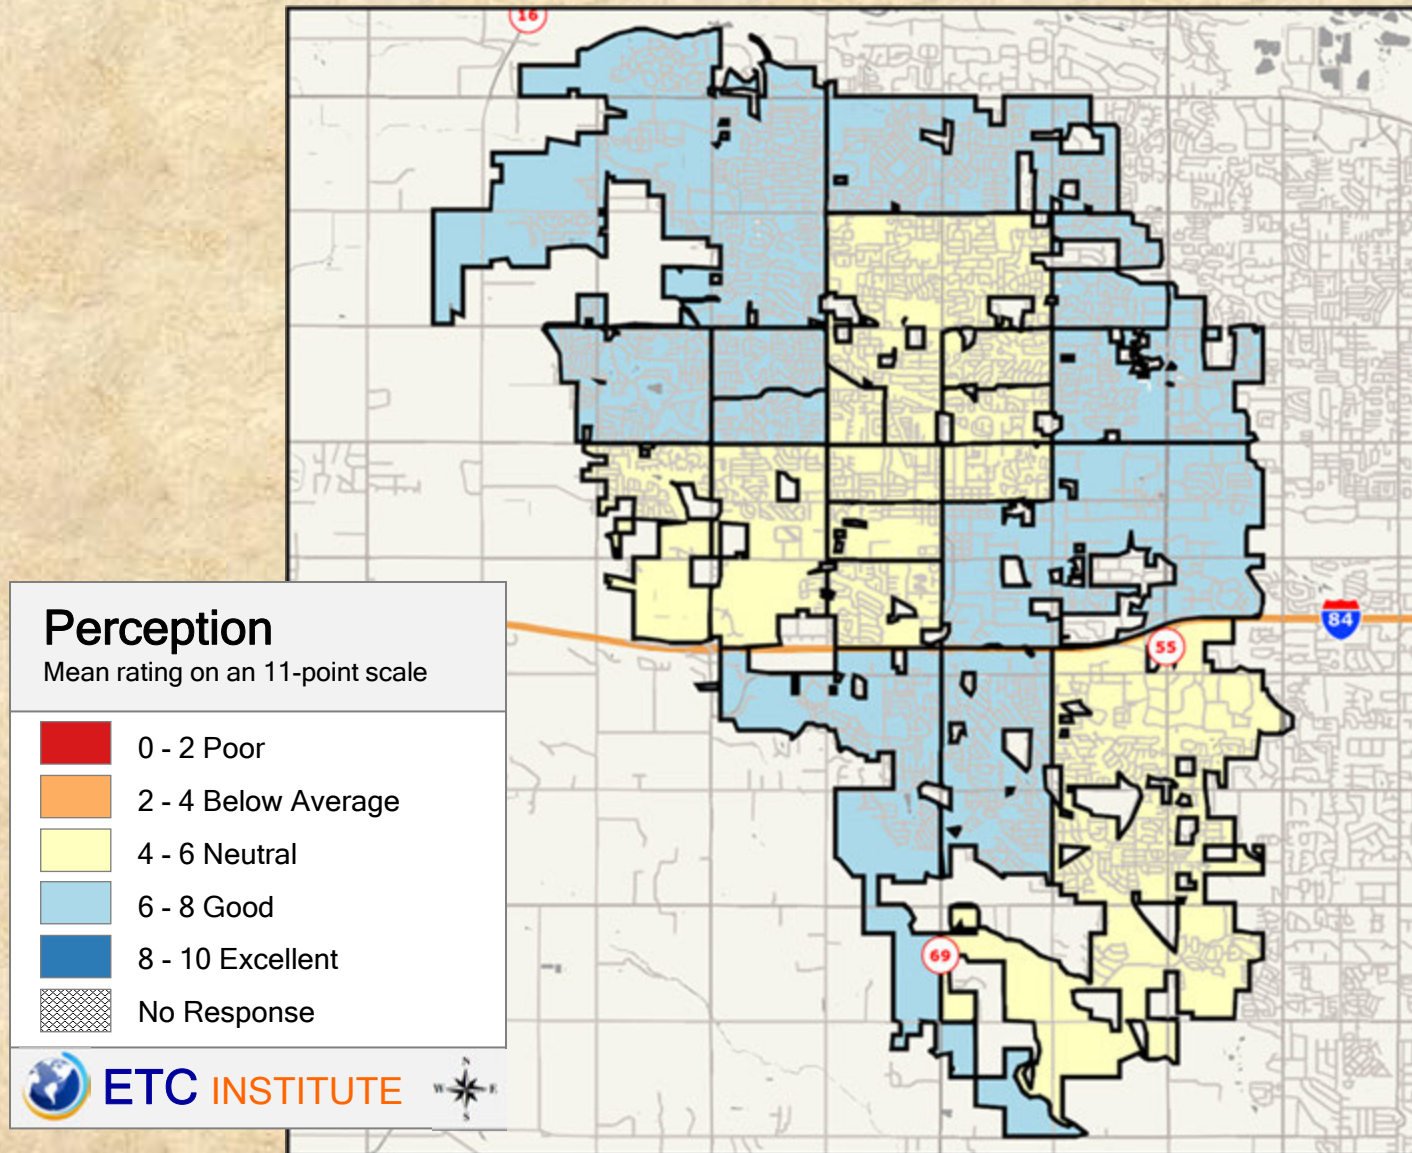 16
84
55
69
Perception
Mean rating on an 11-point scale
0 - 2 Poor
2 - 4 Below Average
4 - 6 Neutral
6 - 8 Good
8 - 10 Excellent
No Response
ETC INSTITUTE
N
W E
S